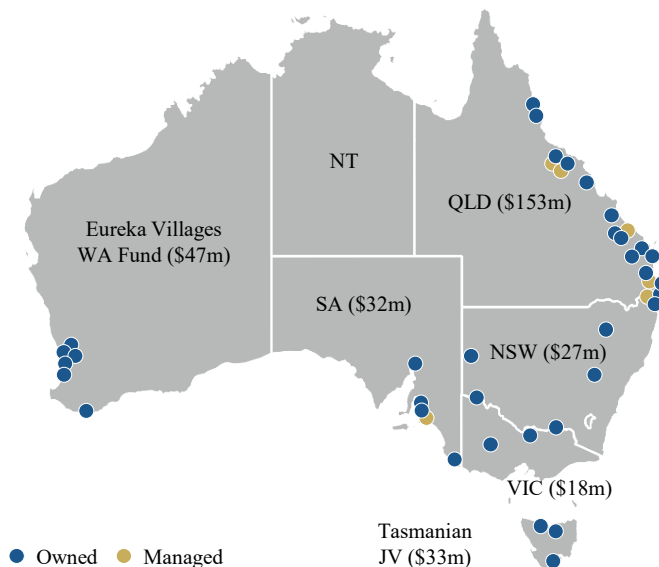 NT
QLD ($153m)
Eureka Villages
WA Fund ($47m)
SA ($32m)
NSW ($27m)
VIC ($18m)
Tasmanian
JV ($33m)
Owned
Managed